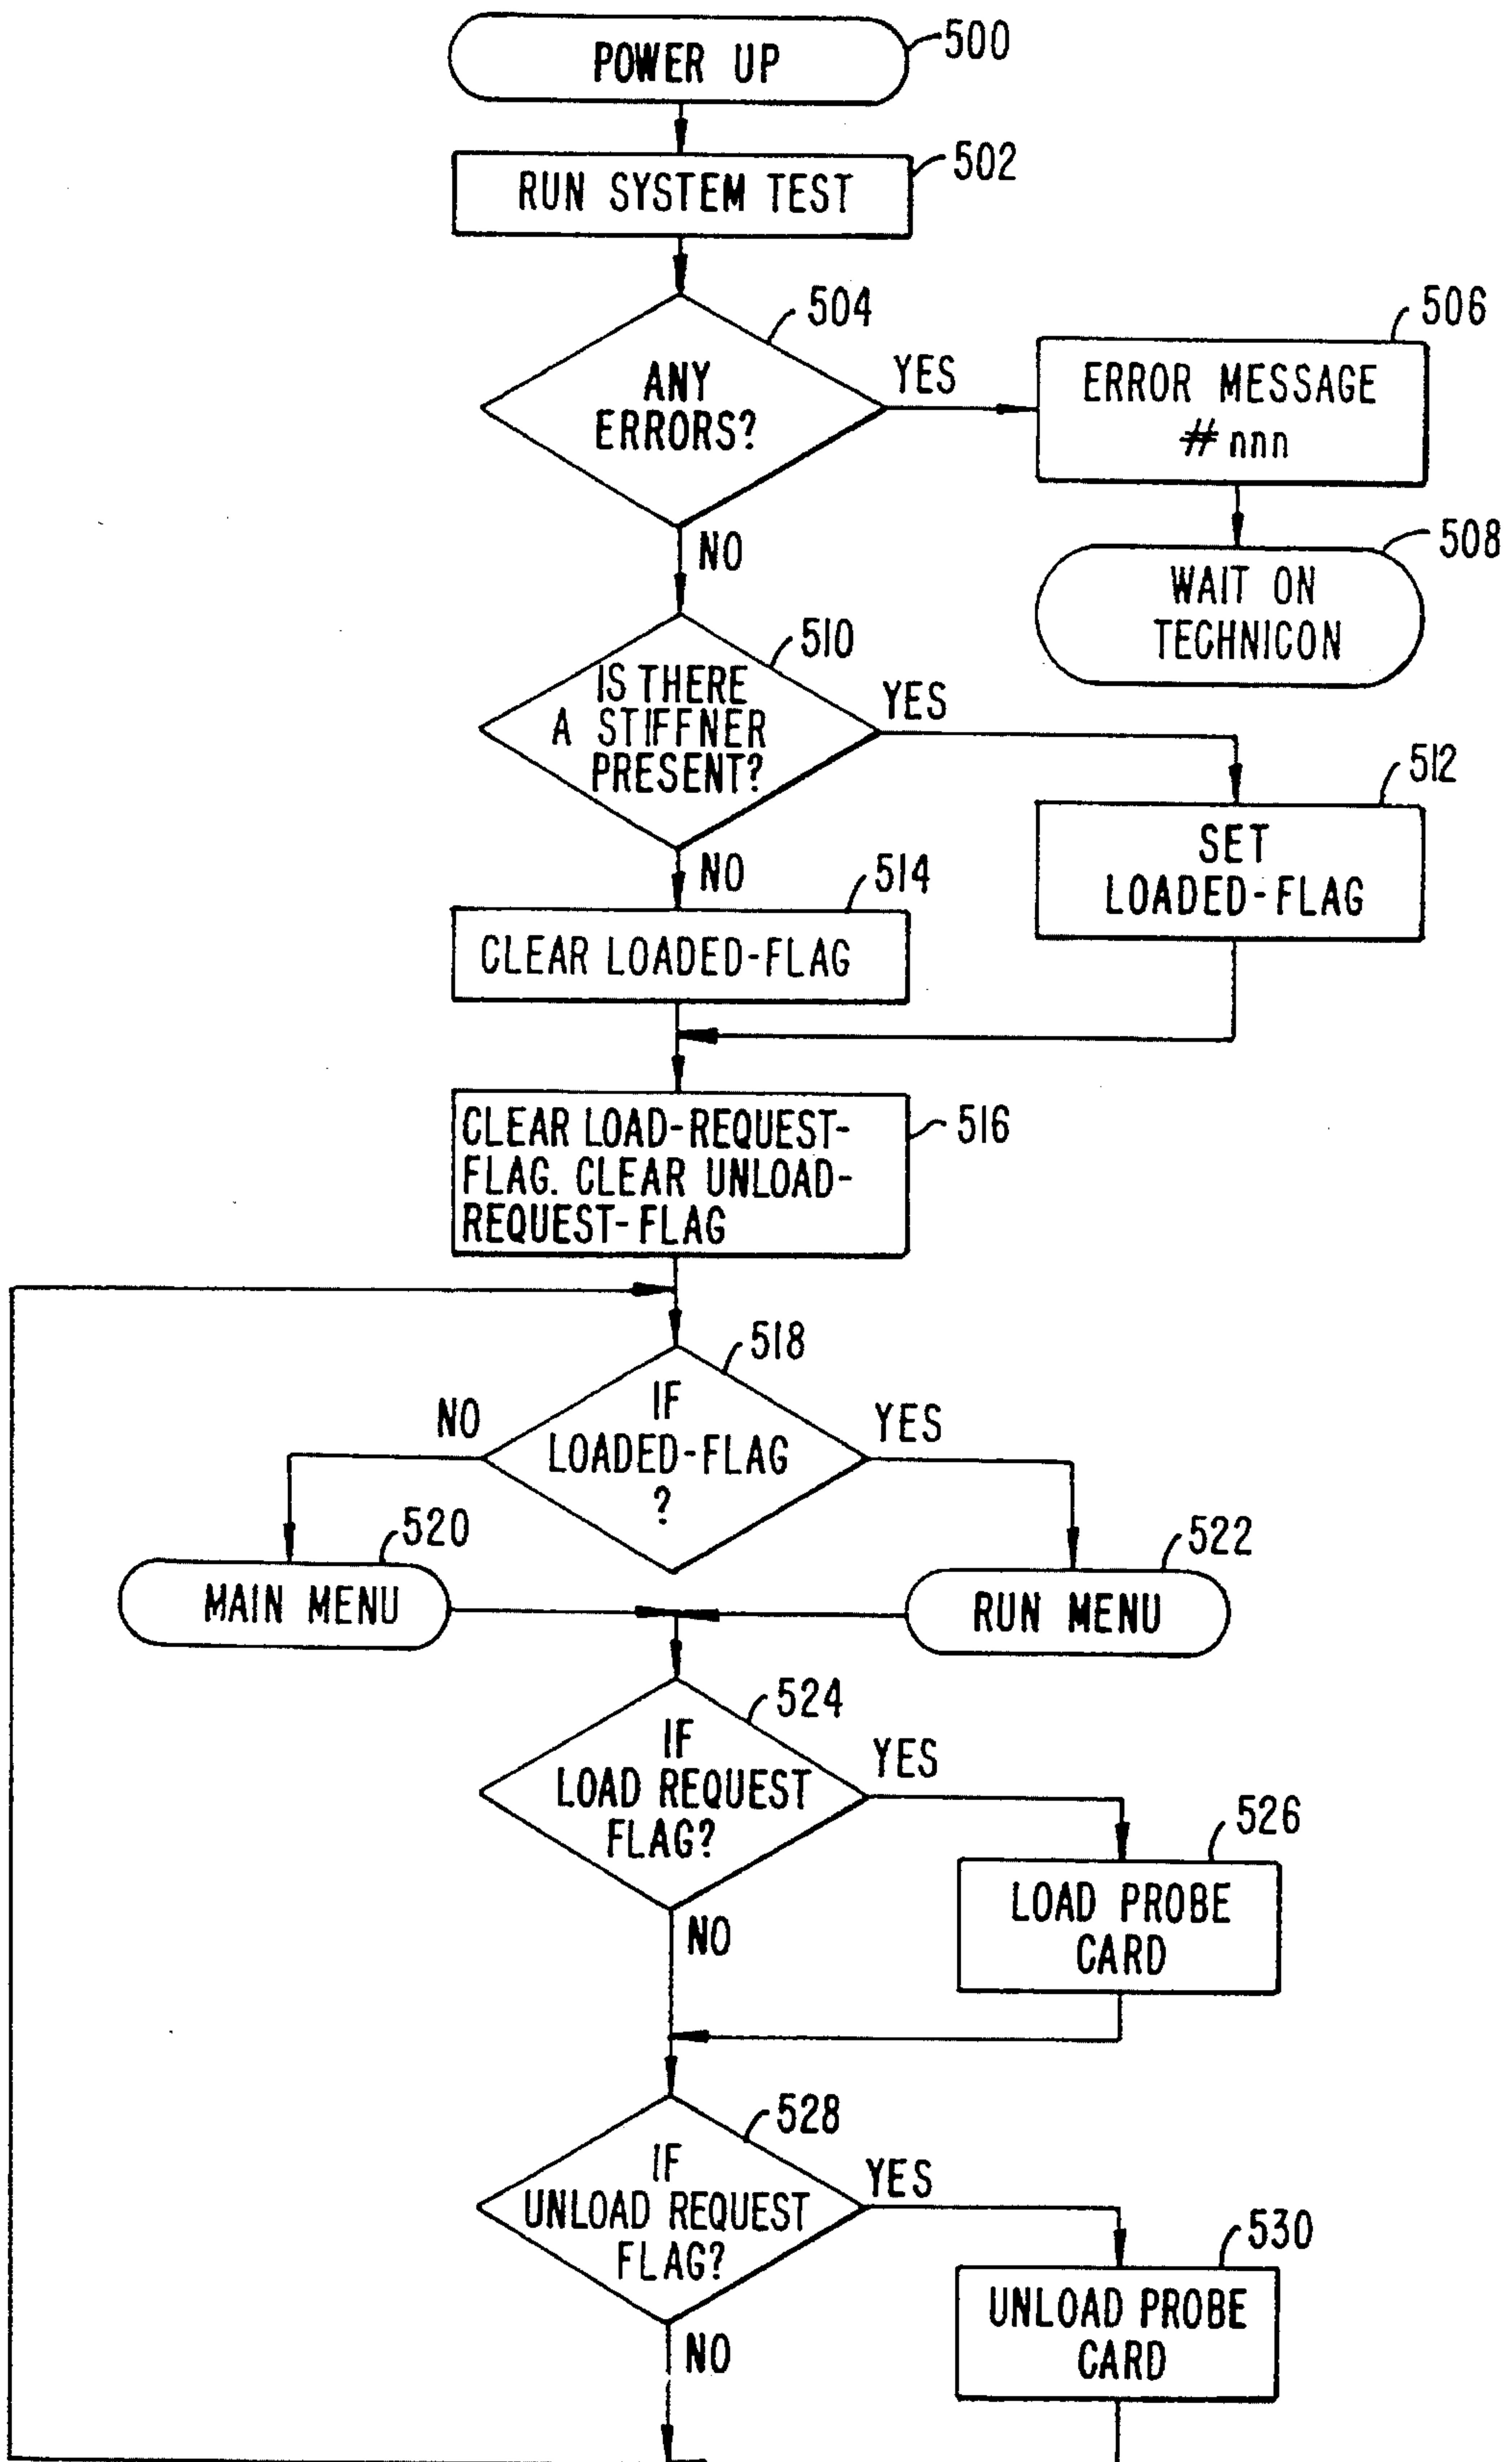 POWER UP
500
RUN SYSTEM TEST
502
504
ANY
ERRORS?
YES
NO
506
ERROR MESSAGE
#nnn
508
WAIT ON
TECHNICON
510
IS THERE
A STIFFNER
PRESENT?
YES
NO
512
SET
LOADED-FLAG
514
CLEAR LOADED-FLAG
516
CLEAR LOAD-REQUEST-
FLAG. CLEAR UNLOAD-
REQUEST-FLAG
518
IF
LOADED-FLAG
?
NO
YES
520
MAIN MENU
522
RUN MENU
524
IF
LOAD REQUEST
FLAG?
YES
NO
526
LOAD PROBE
CARD
528
IF
UNLOAD REQUEST
FLAG?
YES
NO
530
UNLOAD PROBE
CARD